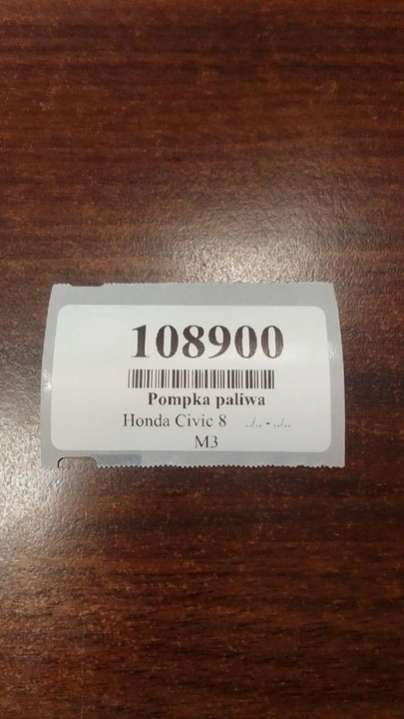 108900
Pompka paliwa
Honda Civic 8 ../.. - ../..
M3